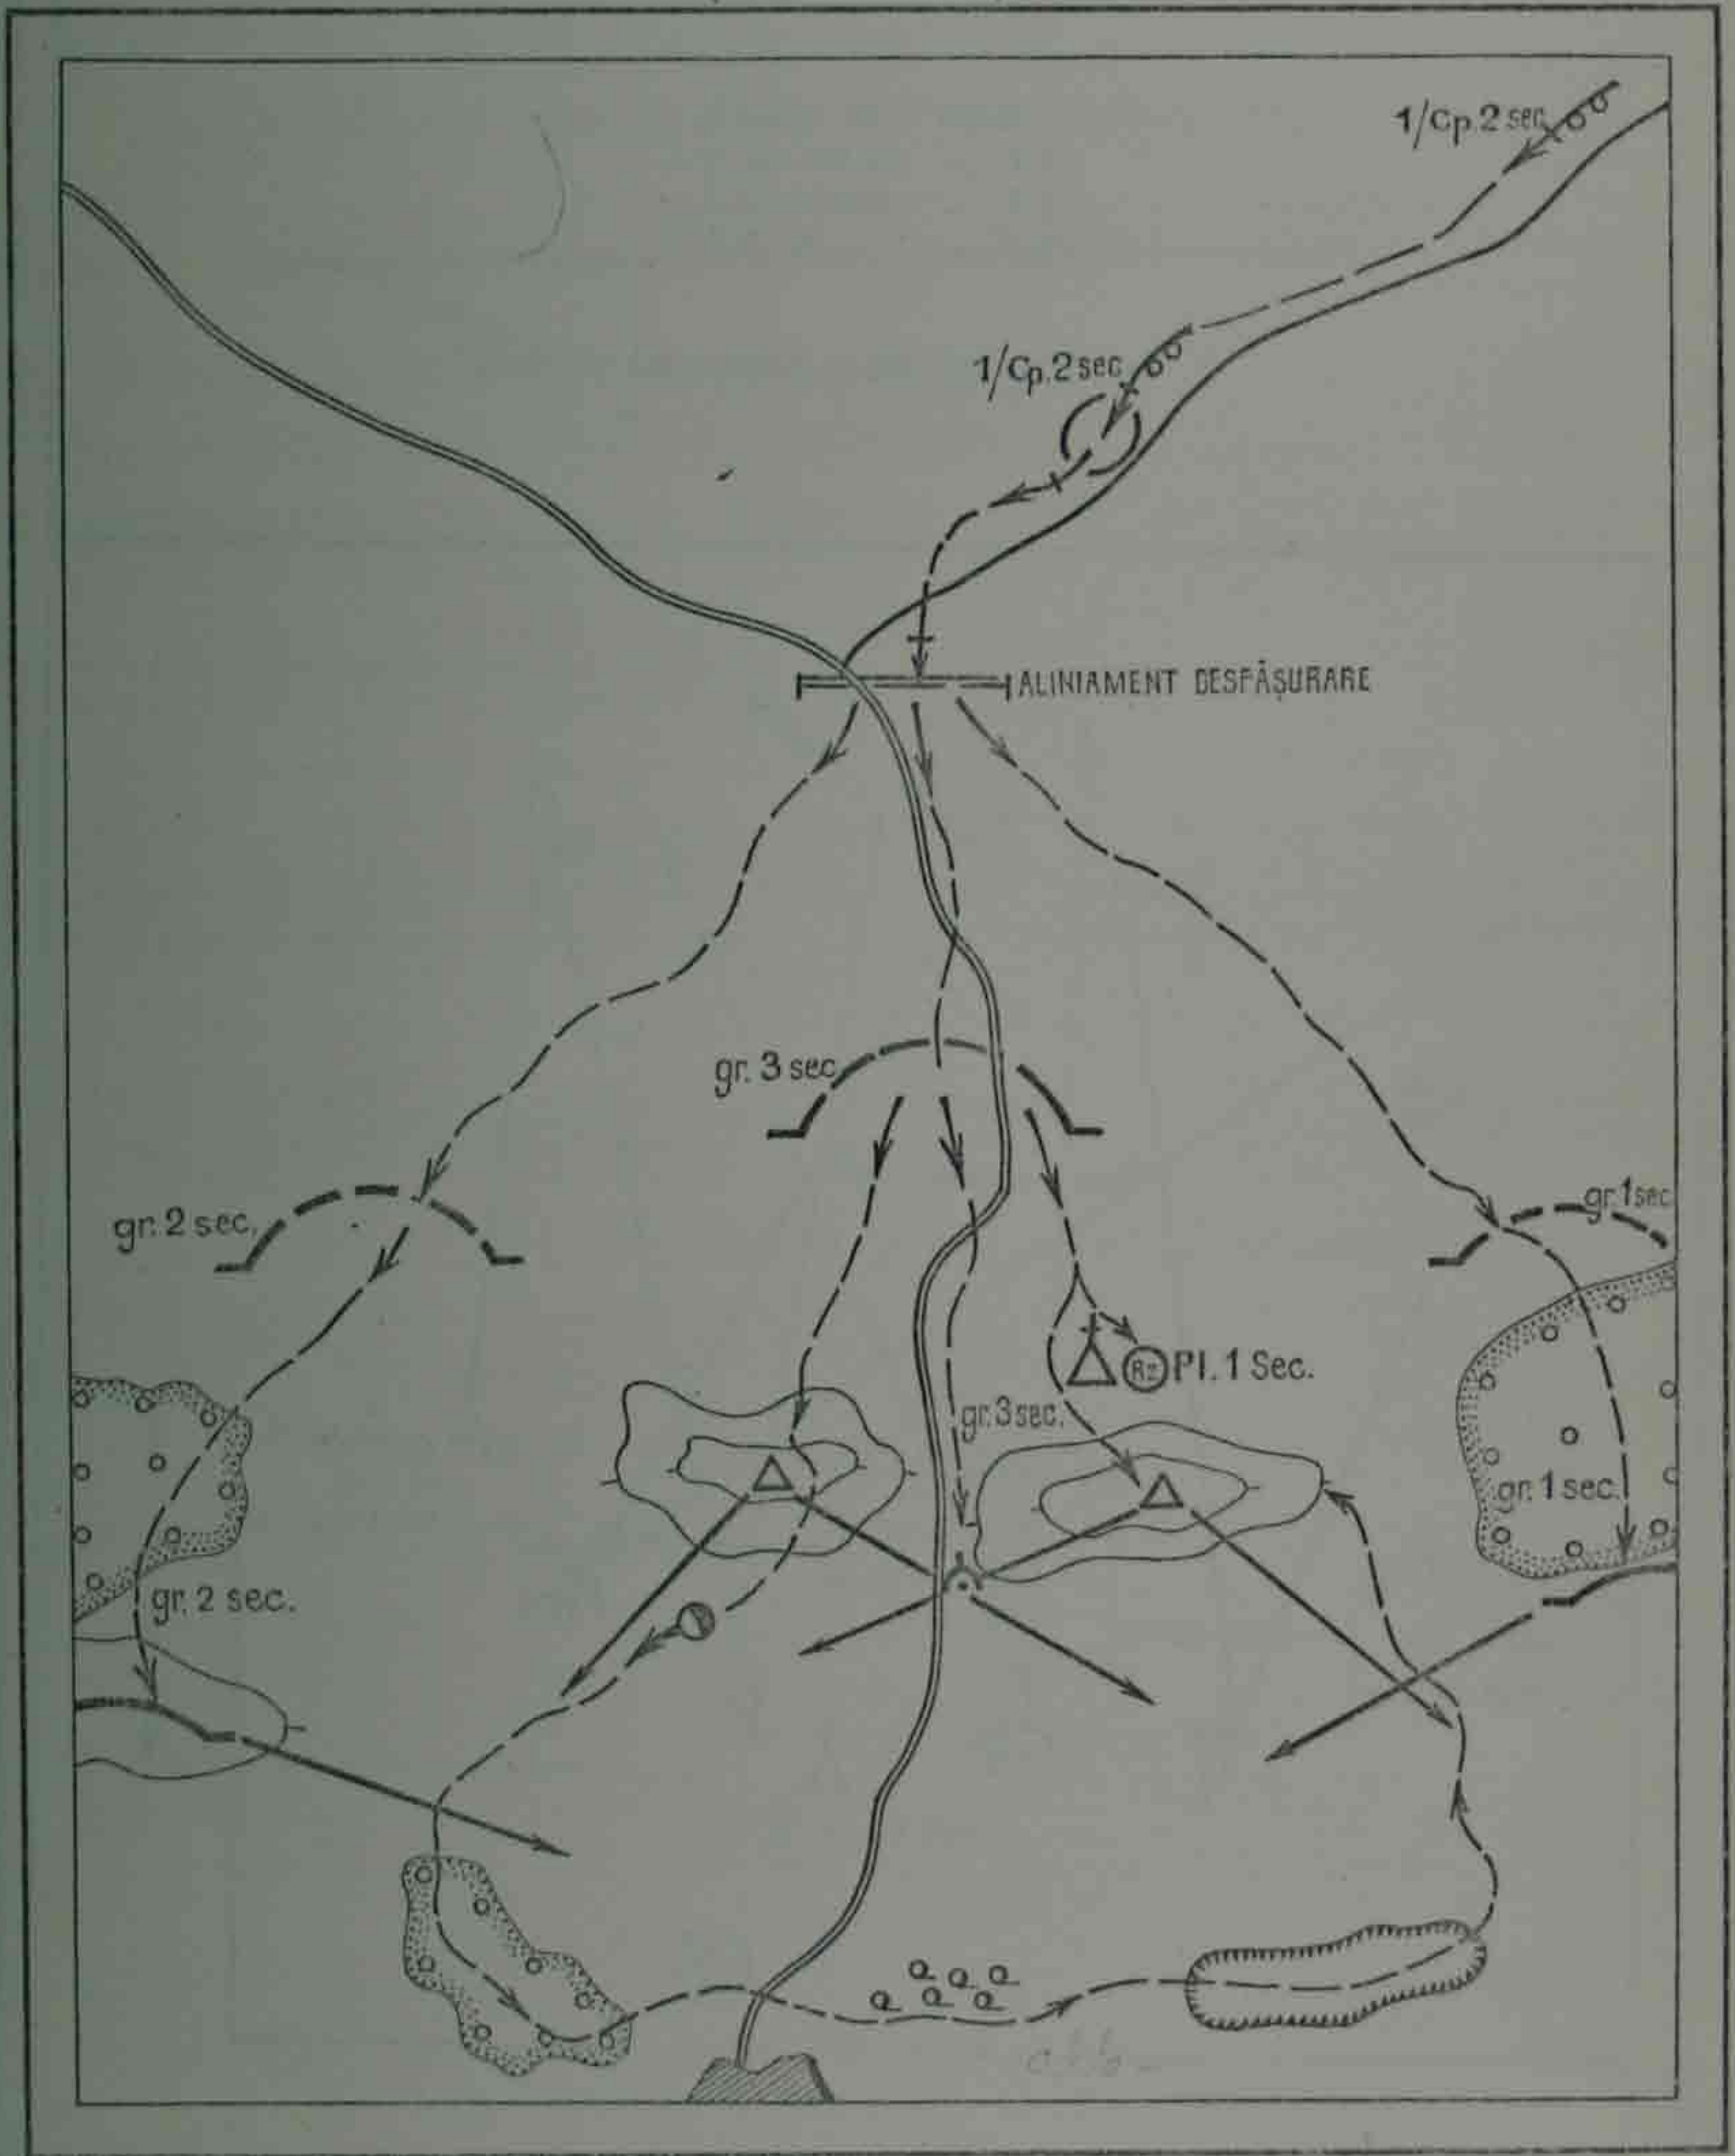 1/Cp. 2 sec.
1/Cp. 2 sec
ALINIAMENT DESFĂȘURARE
gr. 3 sec.
gr. 2 sec.
gr. 1 sec.
Rz Pl. 1 Sec.
gr. 3 sec.
gr. 1 sec.
gr. 2 sec.